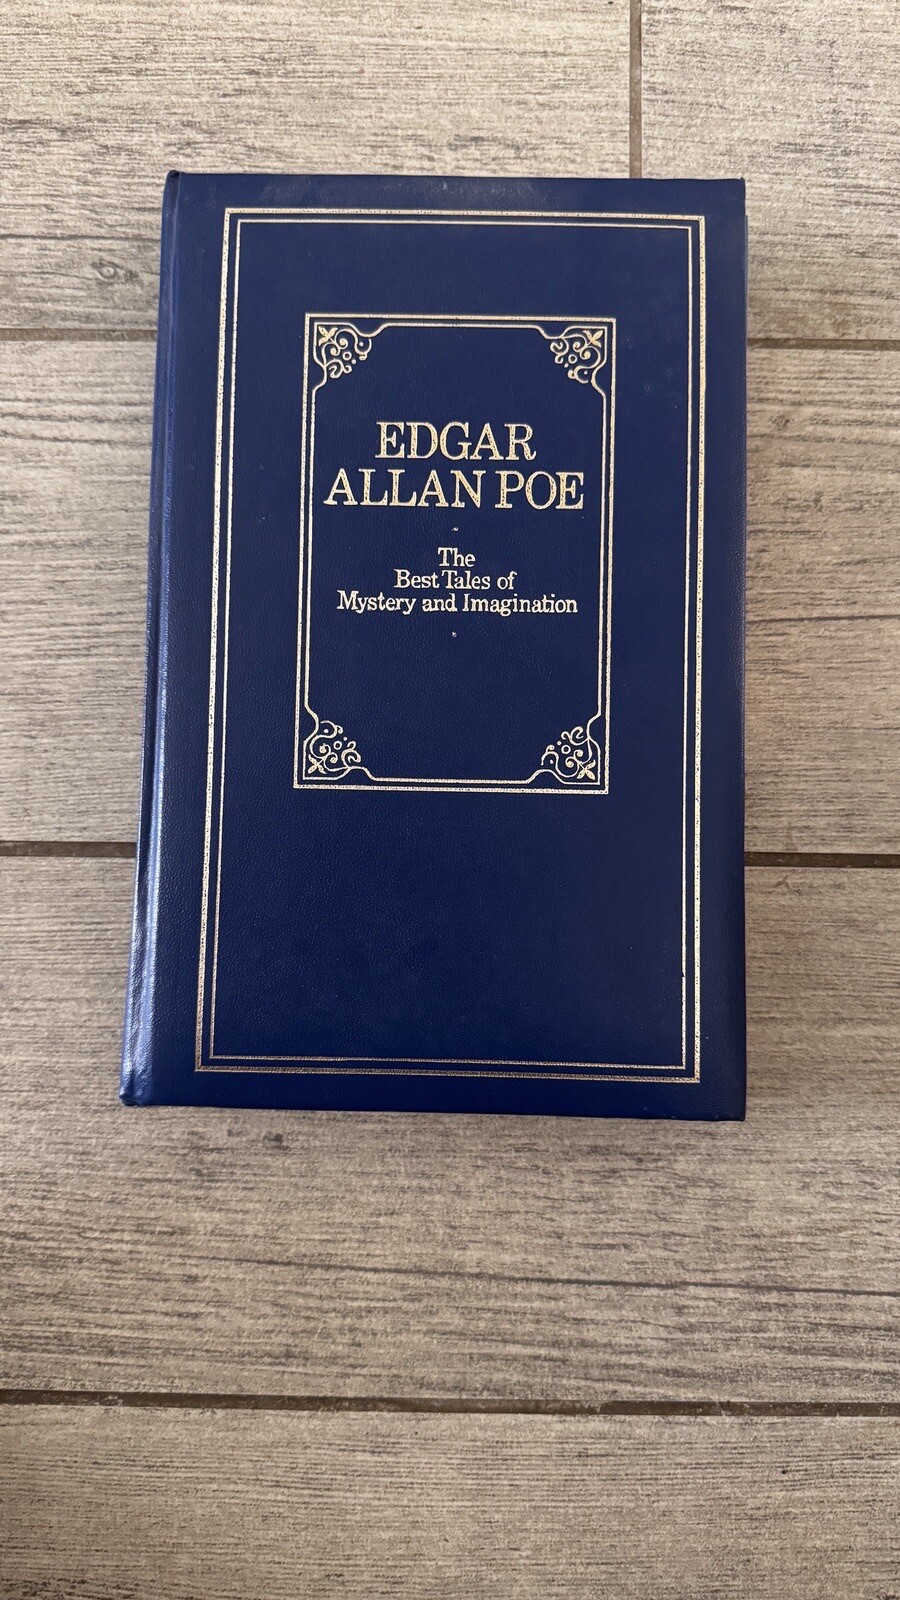 EDGAR
ALLAN POE
The
Best Tales of
Mystery and Imagination